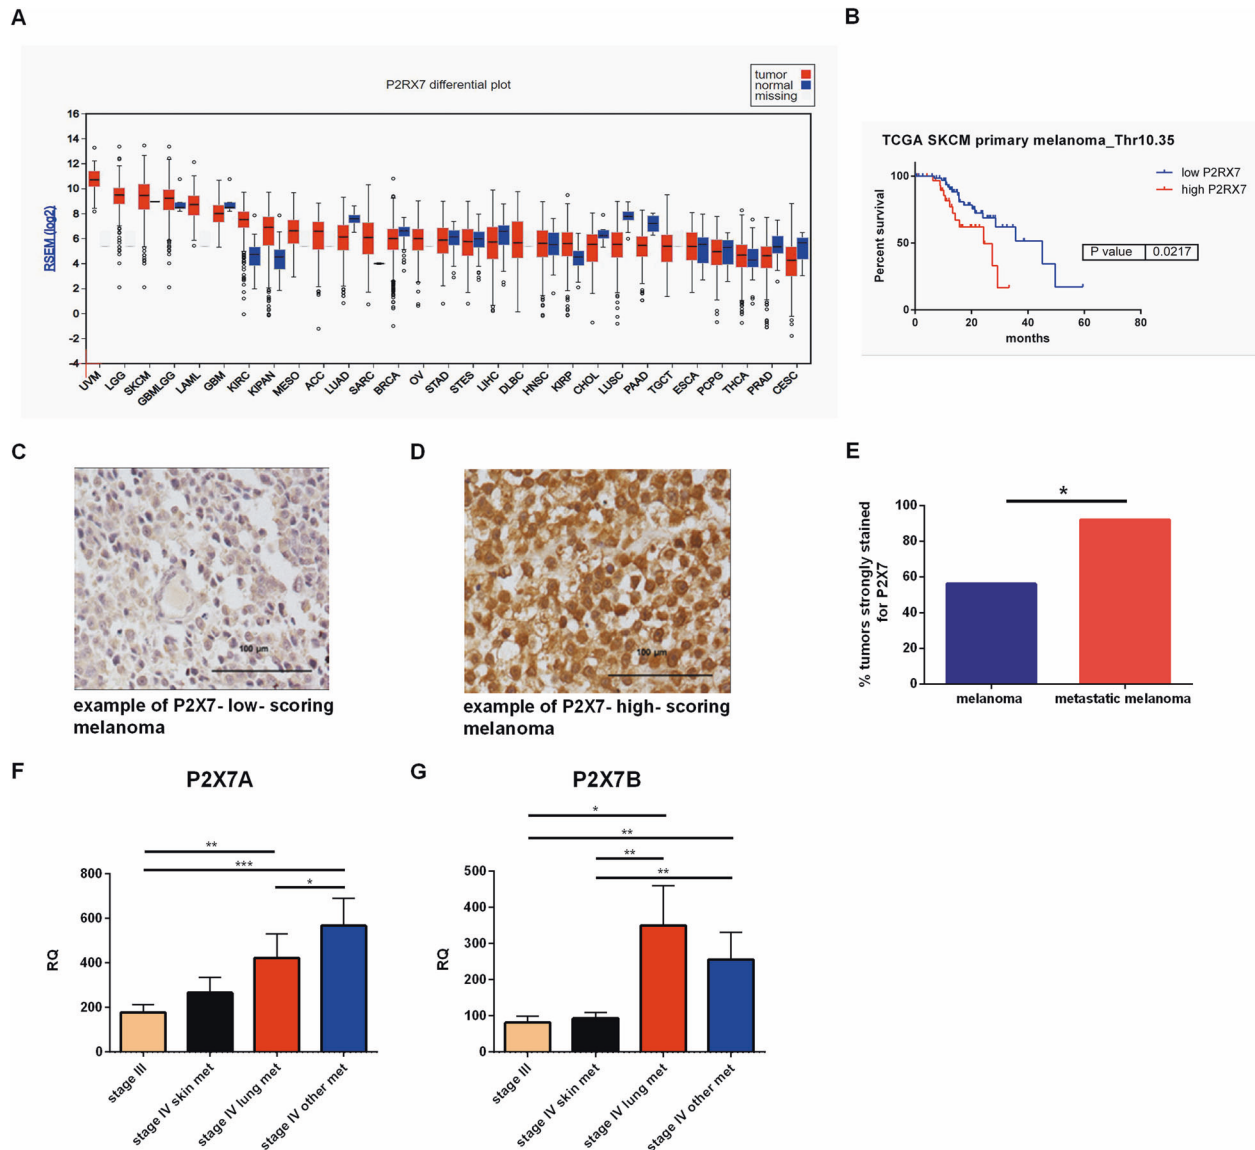 A
B
P2RX7 differential plot
tumor
normal
missing
RSEM (log2)
16
14
12
10
8
6
4
2
0
-2
-4
UVM
LGG
SKCM
GBMLGG
LAML
GBM
KIRC
KIPAN
MESO
ACC
LUAD
SARC
BRCA
OV
STAD
STES
LIHC
DLBC
HNSC
KIRP
CHOL
LUSC
PAAD
TGCT
ESCA
PCPG
THCA
PRAD
CESC
TCGA SKCM primary melanoma_Thr10.35
low P2RX7
high P2RX7
Percent survival
100
50
0
P value 0.0217
0 20 40 60 80
months
C
D
E
100 µm
example of P2X7- low- scoring
melanoma
100 µm
example of P2X7- high- scoring
melanoma
% tumors strongly stained
for P2X7
100
80
60
40
20
0
*
melanoma
metastatic melanoma
F
P2X7A
**
***
*
RQ
800
600
400
200
0
stage III
stage IV skin met
stage IV lung met
stage IV other met
G
P2X7B
*
**
**
**
RQ
500
400
300
200
100
0
stage III
stage IV skin met
stage IV lung met
stage IV other met